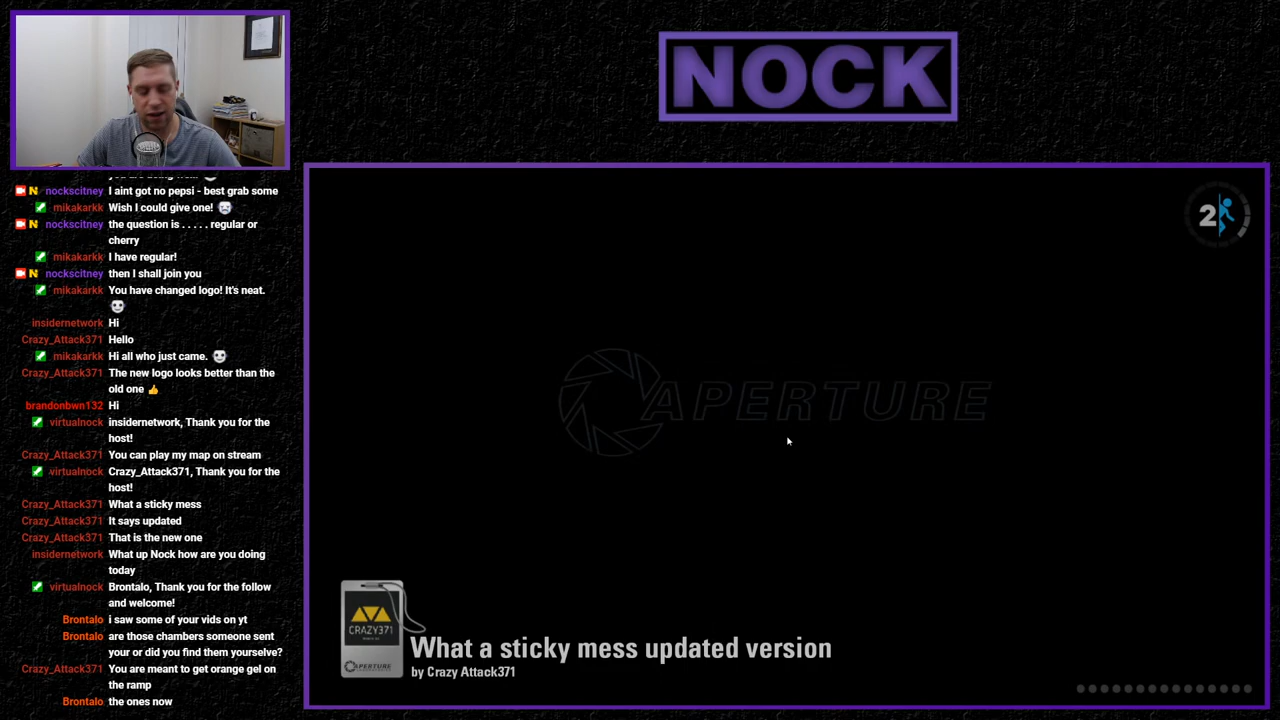 NOCK
nockscitney I aint got no pepsi - best grab some
mikakarkk Wish I could give one!
nockscitney the question is . . . . . regular or
cherry
mikakarkk I have regular!
nockscitney then I shall join you
mikakarkk You have changed logo! It's neat.
insidernetwork Hi
Crazy_Attack371 Hello
mikakarkk Hi all who just came.
Crazy_Attack371 The new logo looks better than the
old one 👍
brandonbwn132 Hi
virtualnock insidernetwork, Thank you for the
host!
Crazy_Attack371 You can play my map on stream
virtualnock Crazy_Attack371, Thank you for the
host!
Crazy_Attack371 What a sticky mess
Crazy_Attack371 It says updated
Crazy_Attack371 That is the new one
insidernetwork What up Nock how are you doing
today
virtualnock Brontalo, Thank you for the follow
and welcome!
Brontalo i saw some of your vids on yt
Brontalo are those chambers someone sent
your or did you find them yourselve?
Crazy_Attack371 You are meant to get orange gel on
the ramp
Brontalo the ones now
2
APERTURE
CRAZY371
APERTURE
What a sticky mess updated version
by Crazy Attack371